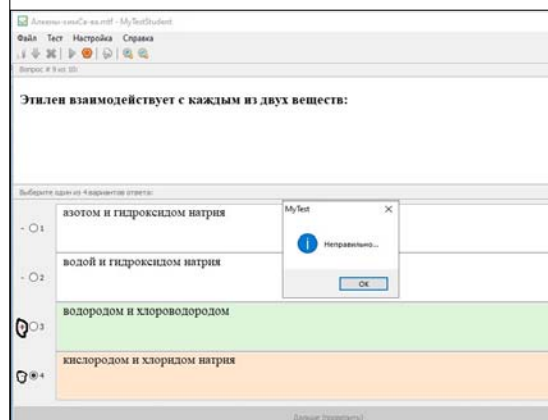 Алкены-химСв-ва.mtf - MyTestStudent
Файл Тест Настройка Справка
Вопрос # 9 из 10:
Этилен взаимодействует с каждым из двух веществ:
Выберите один из 4 вариантов ответа:
- 1 азотом и гидроксидом натрия
MyTest
Неправильно...
OK
- 2 водой и гидроксидом натрия
+ 3 водородом и хлороводородом
- 4 кислородом и хлоридом натрия
Дальше (проверить)